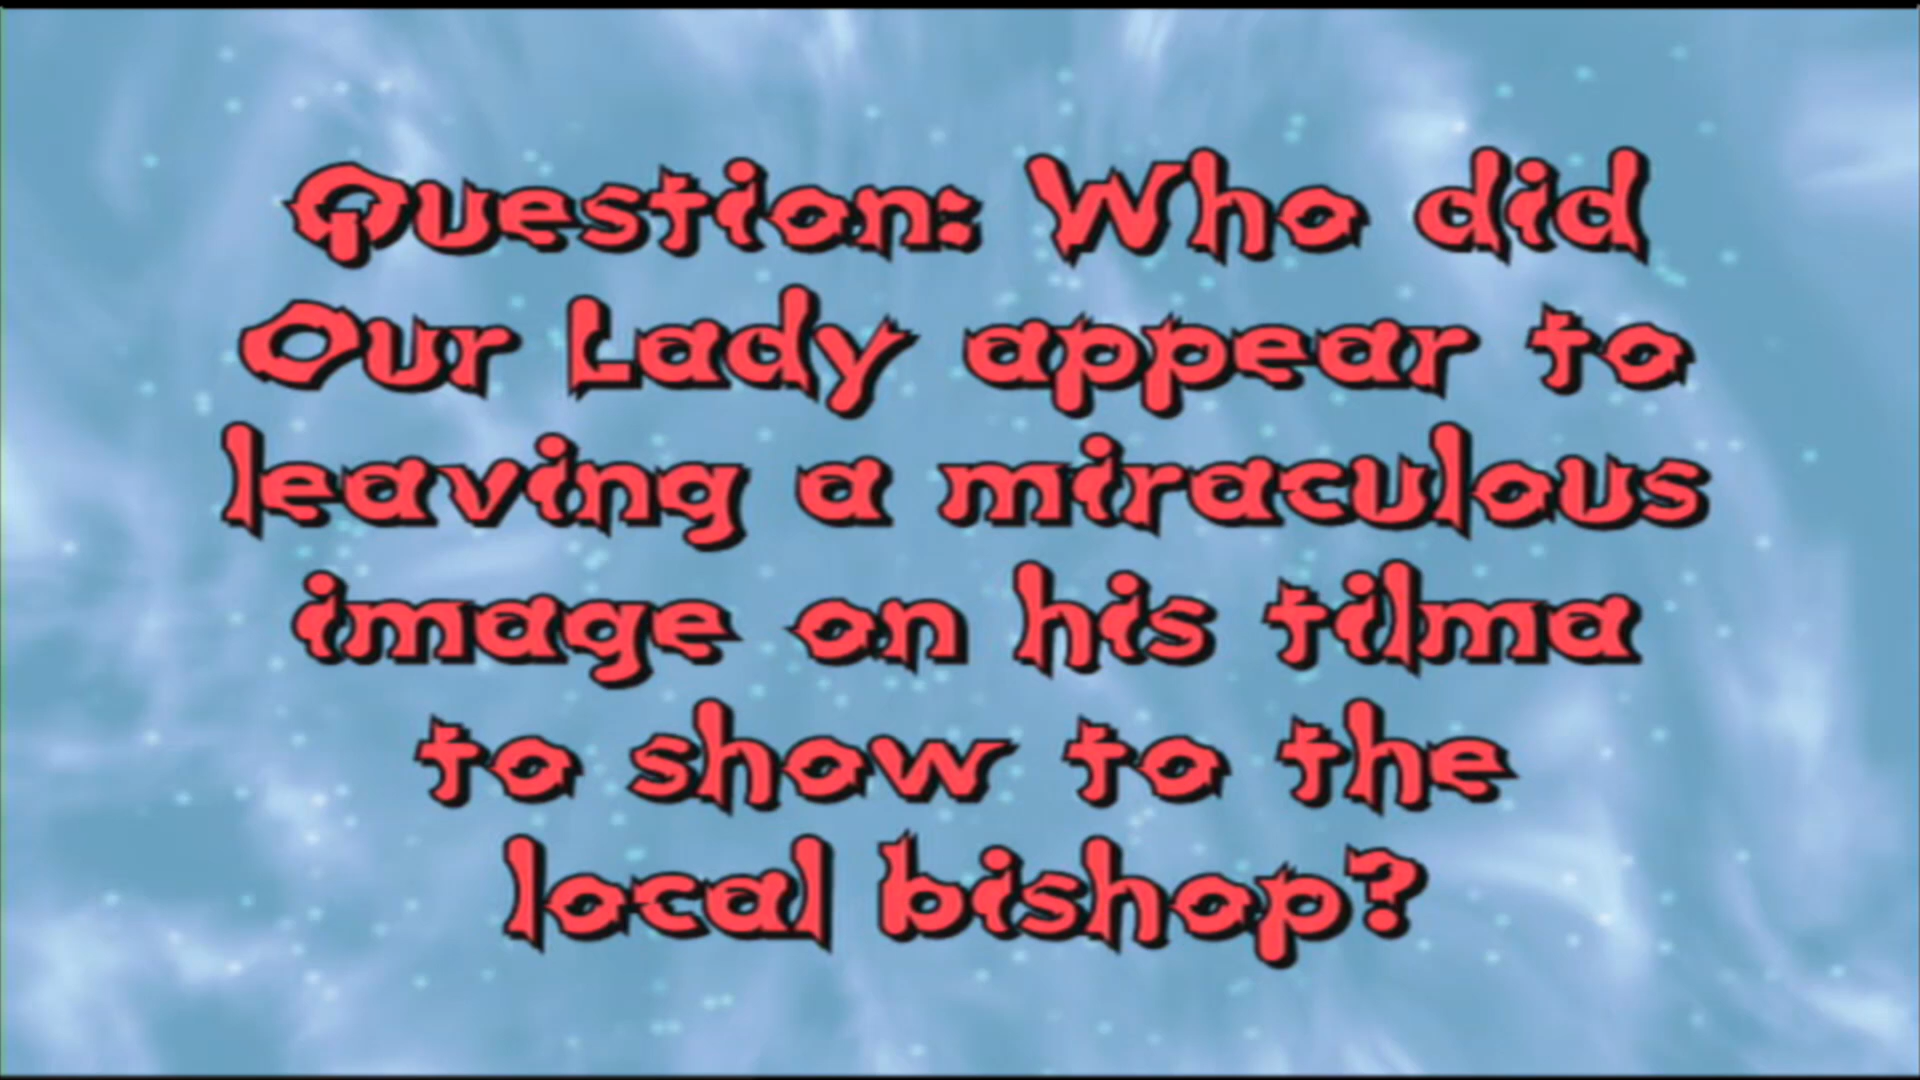 Question: Who did
Our Lady appear to
leaving a miraculous
image on his tilma
to show to the
local bishop?